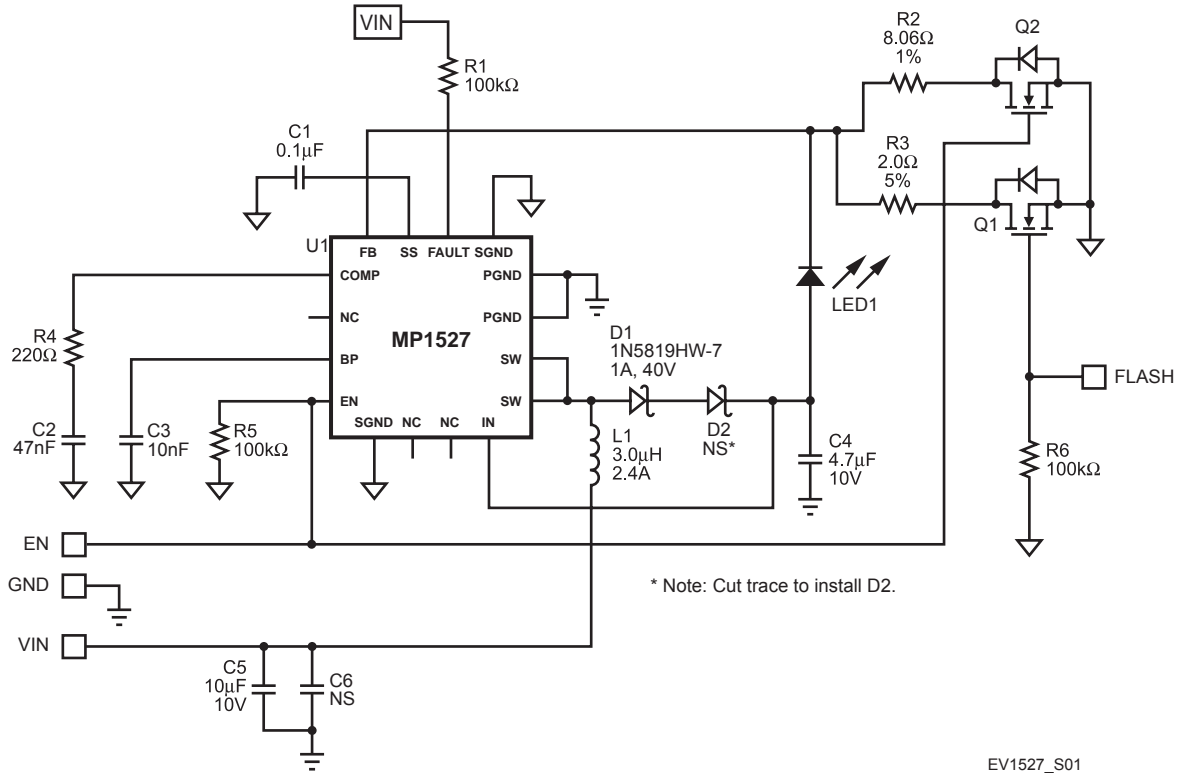 VIN
R1
100kΩ
R2
8.06Ω
1%
Q2
C1
0.1μF
R3
2.0Ω
5%
Q1
U1
FB SS FAULT SGND
COMP
PGND
NC
PGND
MP1527
BP
SW
EN
SW
SGND NC NC IN
LED1
R4
220Ω
D1
1N5819HW-7
1A, 40V
FLASH
C2
47nF
C3
10nF
R5
100kΩ
L1
3.0μH
2.4A
D2
NS*
C4
4.7μF
10V
R6
100kΩ
EN
GND
* Note: Cut trace to install D2.
VIN
C5
10μF
10V
C6
NS
EV1527_S01